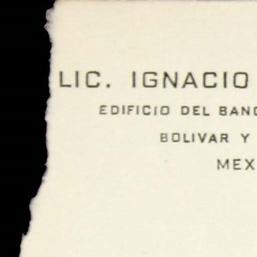 LIC. IGNACIO
EDIFICIO DEL BANC
BOLIVAR Y
MEX